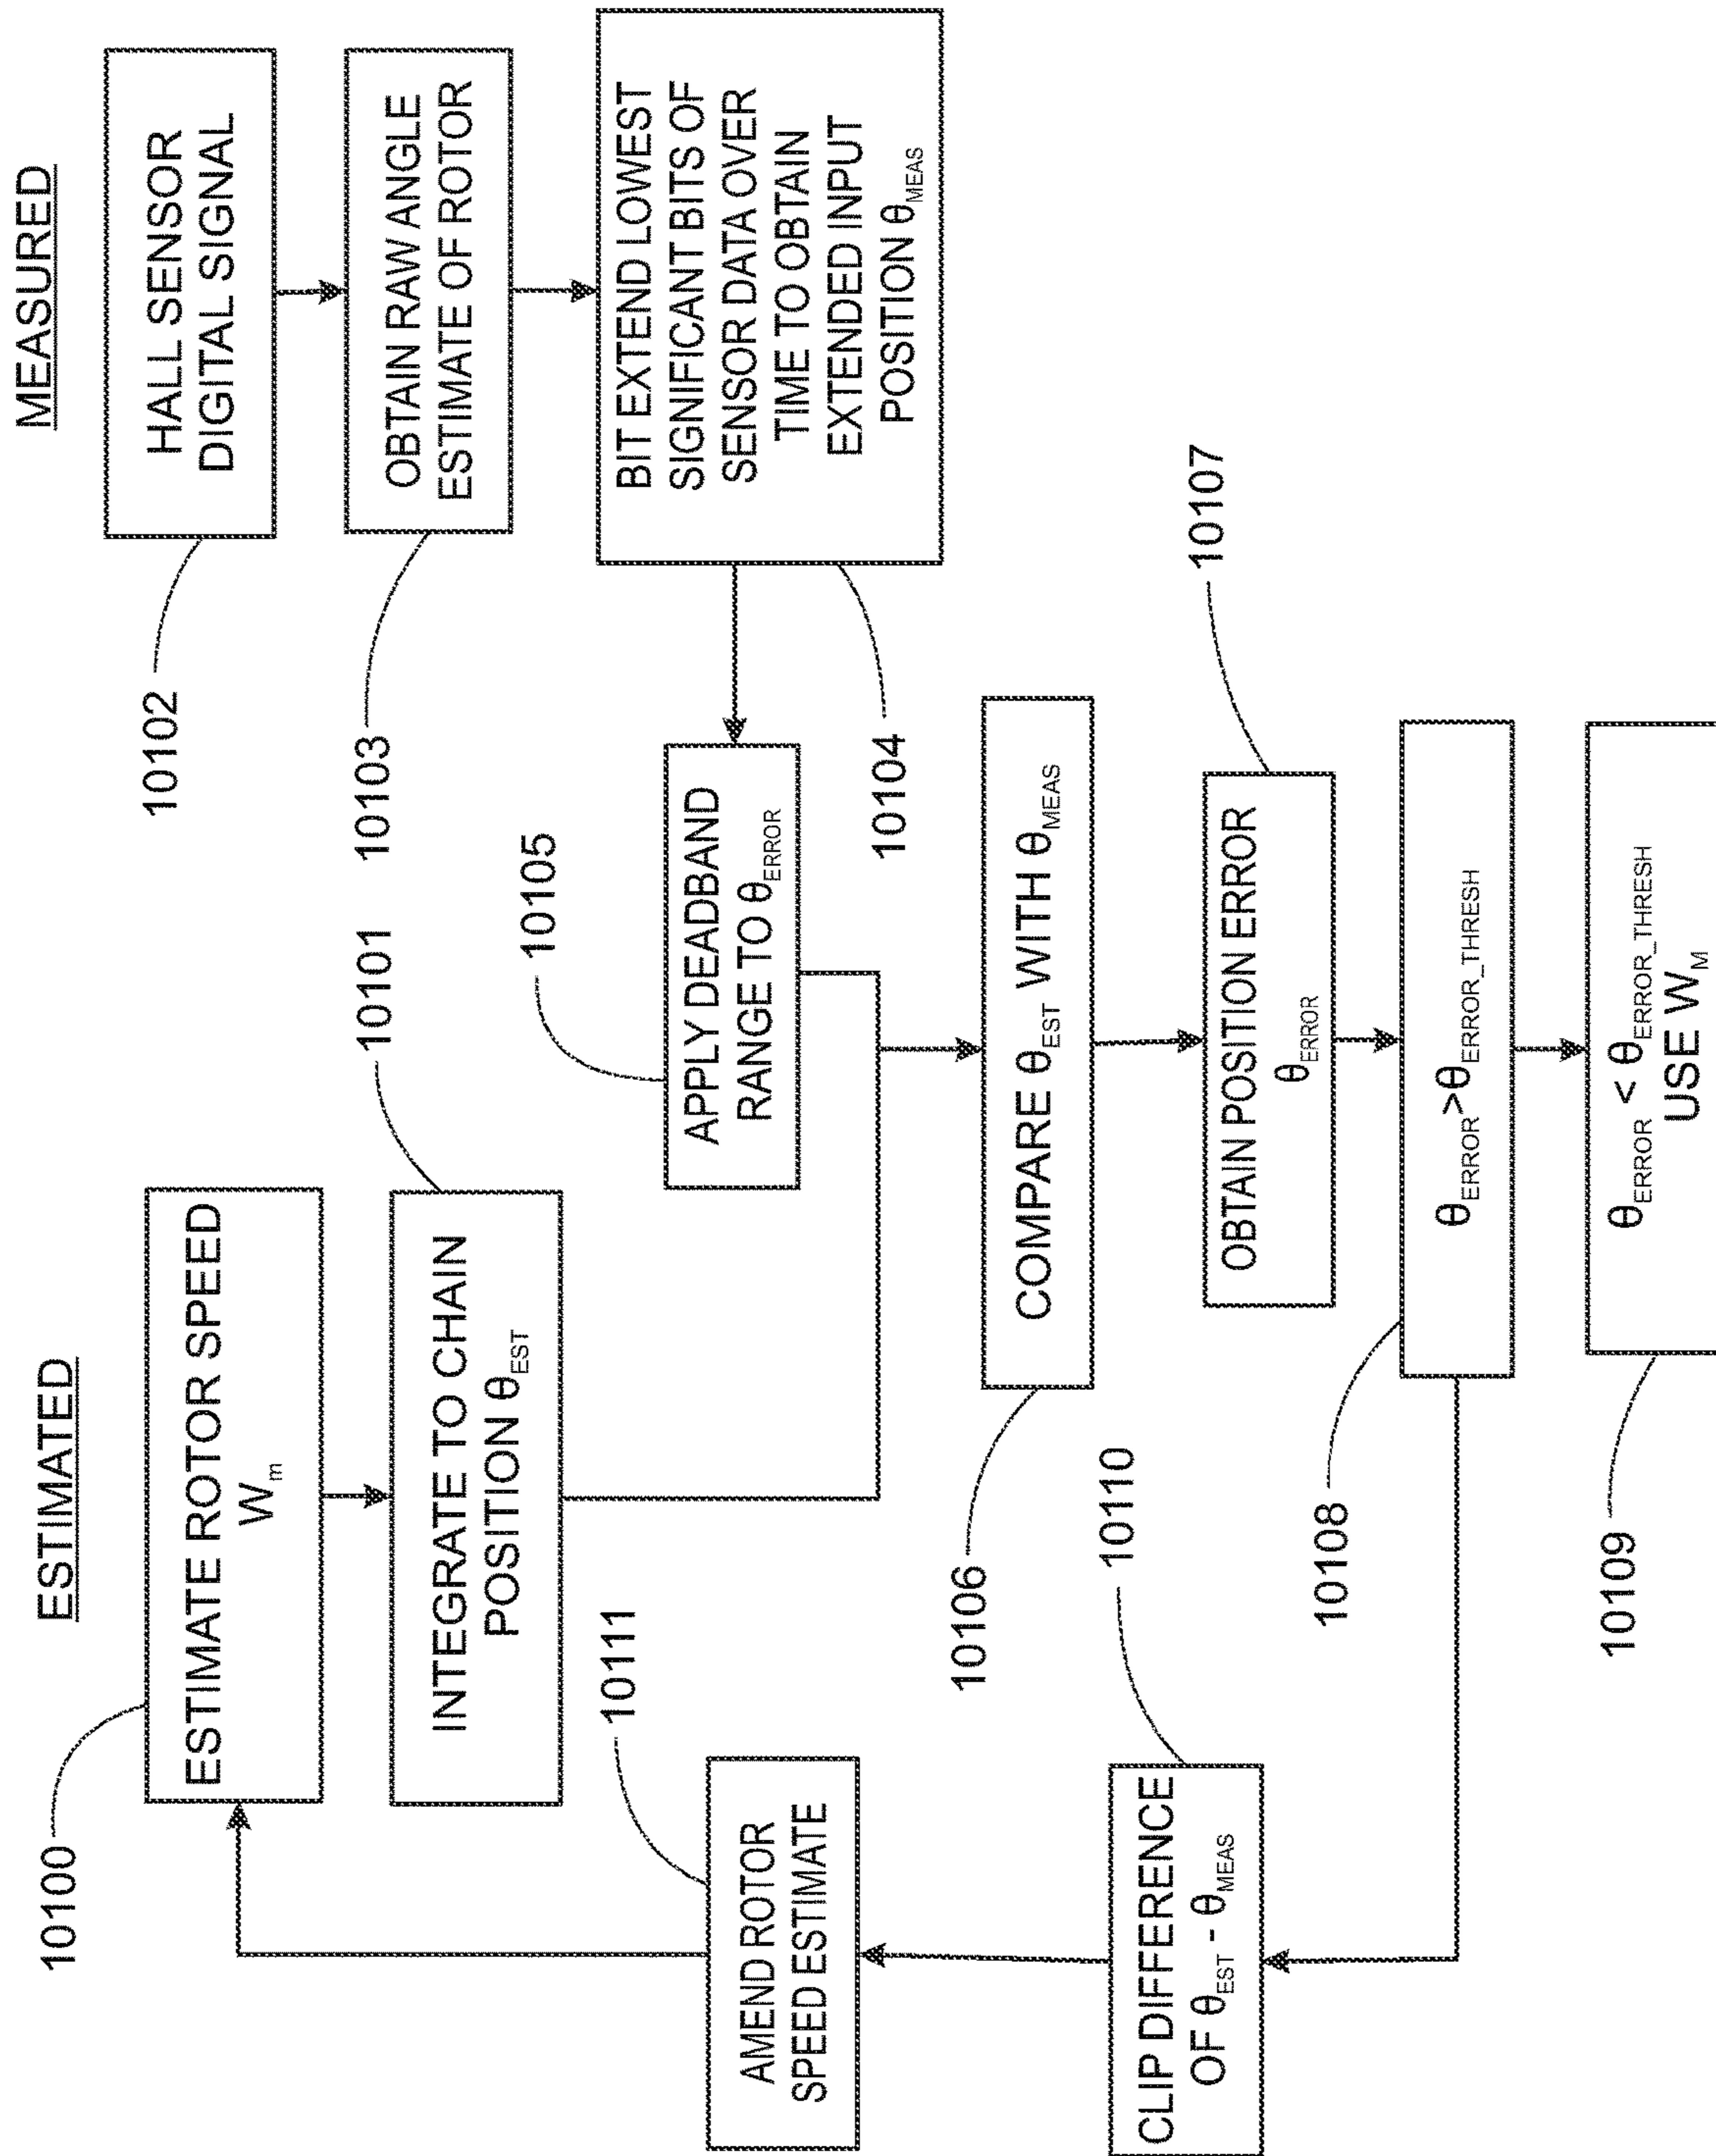 ESTIMATED
MEASURED
10100
ESTIMATE ROTOR SPEED
Wm
10101
INTEGRATE TO CHAIN
POSITION θEST
10102
HALL SENSOR
DIGITAL SIGNAL
10103
OBTAIN RAW ANGLE
ESTIMATE OF ROTOR
10104
BIT EXTEND LOWEST
SIGNIFICANT BITS OF
SENSOR DATA OVER
TIME TO OBTAIN
EXTENDED INPUT
POSITION θMEAS
10105
APPLY DEADBAND
RANGE TO θERROR
10106
COMPARE θEST WITH θMEAS
10107
OBTAIN POSITION ERROR
θERROR
10108
θERROR>θERROR_THRESH
10109
θERROR < θERROR_THRESH
USE WM
10110
CLIP DIFFERENCE
OF θEST - θMEAS
10111
AMEND ROTOR
SPEED ESTIMATE